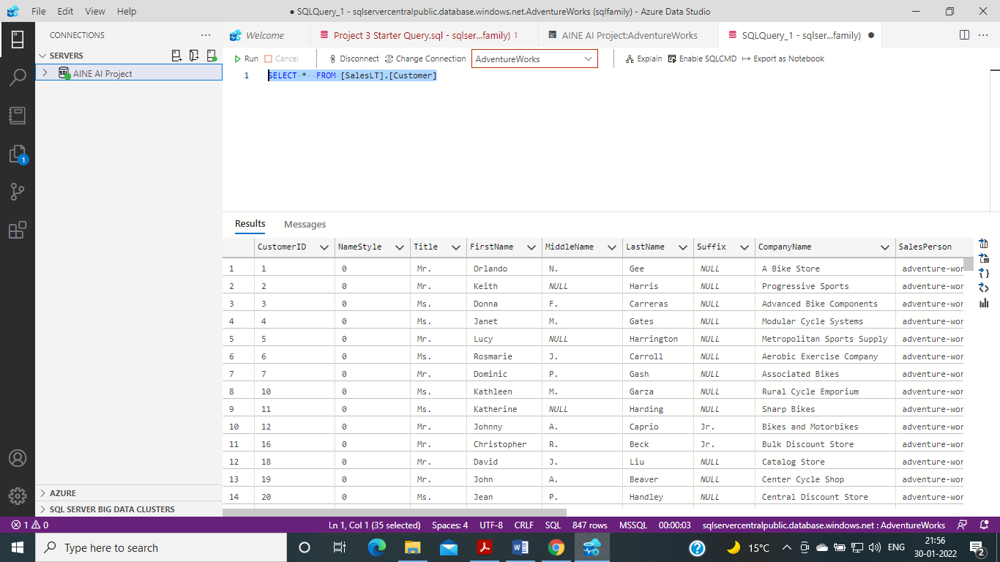 File Edit View Help
● SQLQuery_1 - sqlservercentralpublic.database.windows.net.AdventureWorks (sqlfamily) - Azure Data Studio
CONNECTIONS
SERVERS
AINE AI Project
AZURE
SQL SERVER BIG DATA CLUSTERS
Welcome
Project 3 Starter Query.sql - sqlser...family) 1
AINE AI Project:AdventureWorks
SQLQuery_1 - sqlser...family) ●
Run Cancel Disconnect Change Connection AdventureWorks Explain Enable SQLCMD Export as Notebook
1 SELECT * FROM [SalesLT].[Customer]
Results Messages
CustomerID NameStyle Title FirstName MiddleName LastName Suffix CompanyName SalesPerson
1 1 0 Mr. Orlando N. Gee NULL A Bike Store adventure-wor
2 2 0 Mr. Keith NULL Harris NULL Progressive Sports adventure-wor
3 3 0 Ms. Donna F. Carreras NULL Advanced Bike Components adventure-wor
4 4 0 Ms. Janet M. Gates NULL Modular Cycle Systems adventure-wor
5 5 0 Mr. Lucy NULL Harrington NULL Metropolitan Sports Supply adventure-wor
6 6 0 Ms. Rosmarie J. Carroll NULL Aerobic Exercise Company adventure-wor
7 7 0 Mr. Dominic P. Gash NULL Associated Bikes adventure-wor
8 10 0 Ms. Kathleen M. Garza NULL Rural Cycle Emporium adventure-wor
9 11 0 Ms. Katherine NULL Harding NULL Sharp Bikes adventure-wor
10 12 0 Mr. Johnny A. Caprio Jr. Bikes and Motorbikes adventure-wor
11 16 0 Mr. Christopher R. Beck Jr. Bulk Discount Store adventure-wor
12 18 0 Mr. David J. Liu NULL Catalog Store adventure-wor
13 19 0 Mr. John A. Beaver NULL Center Cycle Shop adventure-wor
14 20 0 Ms. Jean P. Handley NULL Central Discount Store adventure-wor
1 0 Ln 1, Col 1 (35 selected) Spaces: 4 UTF-8 CRLF SQL 847 rows MSSQL 00:00:03 sqlservercentralpublic.database.windows.net : AdventureWorks
Type here to search
15°C ENG
21:56
30-01-2022
2